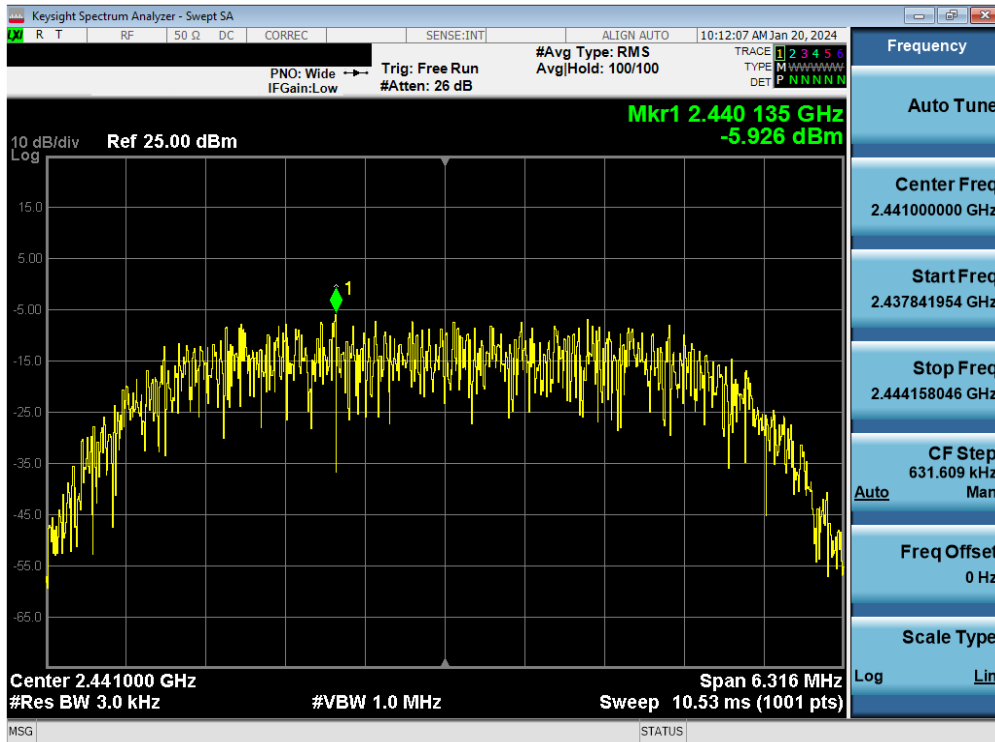 Keysight Spectrum Analyzer - Swept SA
LXI R T RF 50 Ω DC CORREC SENSE:INT ALIGN AUTO 10:12:07 AM Jan 20, 2024
PNO: Wide
IFGain:Low
Trig: Free Run
#Atten: 26 dB
#Avg Type: RMS
Avg|Hold: 100/100
TRACE 1 2 3 4 5 6
TYPE M W W W W W
DET P N N N N N
Mkr1 2.440 135 GHz
-5.926 dBm
10 dB/div Ref 25.00 dBm
Log
15.0
5.00
-5.00
-15.0
-25.0
-35.0
-45.0
-55.0
-65.0
1
Center 2.441000 GHz Span 6.316 MHz
#Res BW 3.0 kHz #VBW 1.0 MHz Sweep 10.53 ms (1001 pts)
MSG STATUS
Frequency
Auto Tune
Center Freq
2.441000000 GHz
Start Freq
2.437841954 GHz
Stop Freq
2.444158046 GHz
CF Step
631.609 kHz
Auto Man
Freq Offset
0 Hz
Scale Type
Log Lin